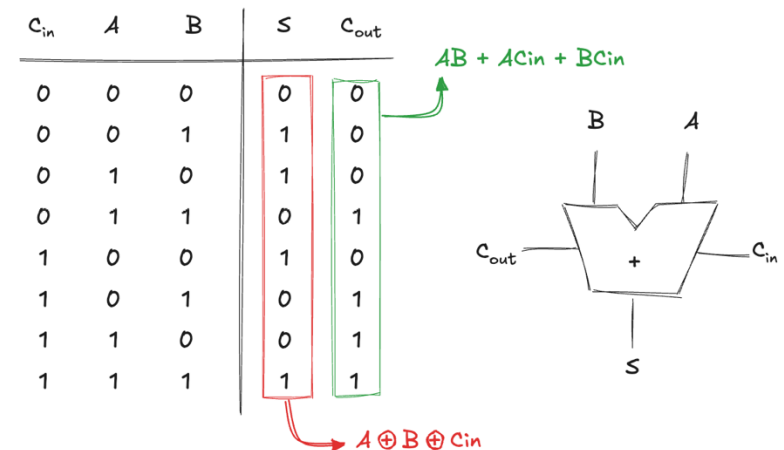 Cin A B S Cout
0 0 0 0 0
0 0 1 1 0
0 1 0 1 0
0 1 1 0 1
1 0 0 1 0
1 0 1 0 1
1 1 0 0 1
1 1 1 1 1
AB + ACin + BCin
A ⊕ B ⊕ Cin
B A
Cout + Cin
S